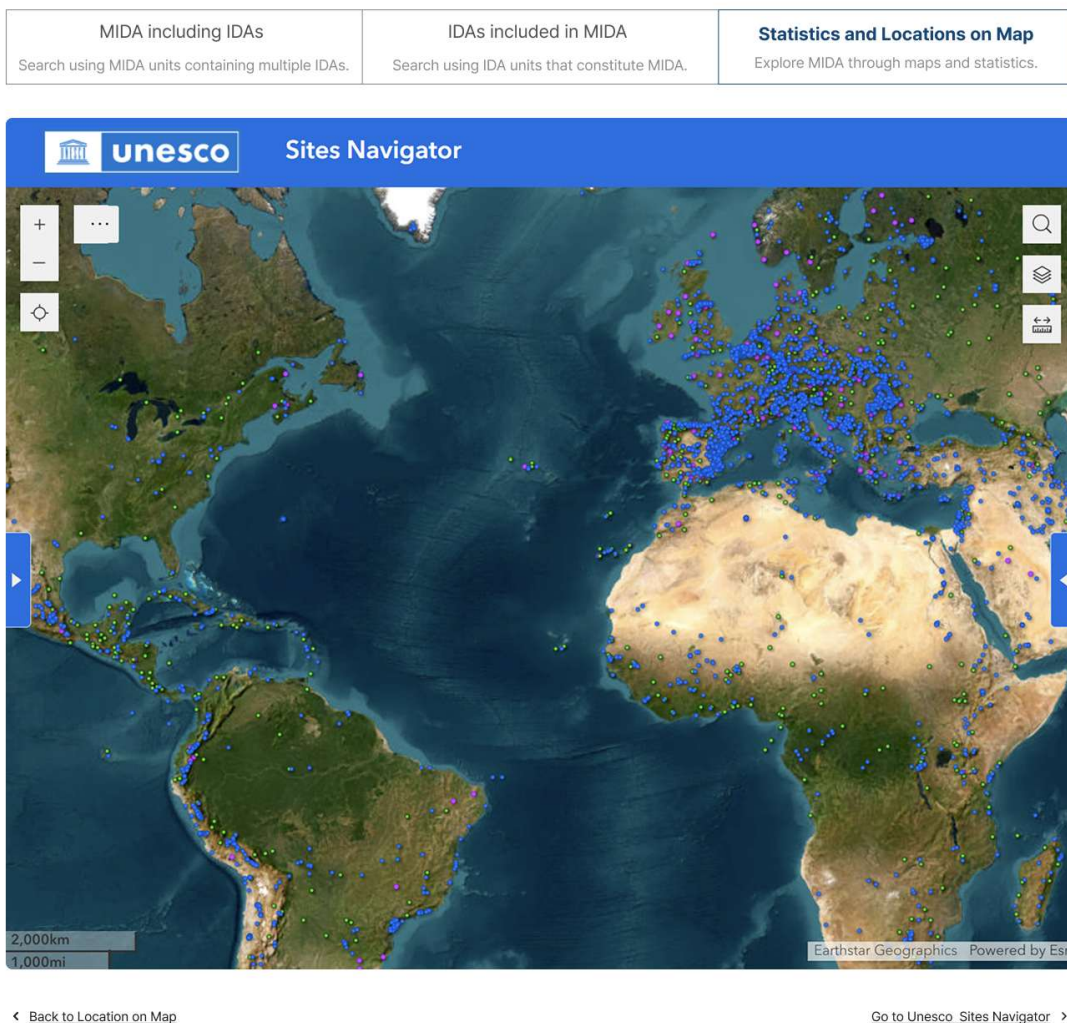 MIDA including IDAs
Search using MIDA units containing multiple IDAs.
IDAs included in MIDA
Search using IDA units that constitute MIDA.
Statistics and Locations on Map
Explore MIDA through maps and statistics.
unesco
Sites Navigator
2,000km
1,000mi
Earthstar Geographics Powered by Esr
Back to Location on Map
Go to Unesco Sites Navigator